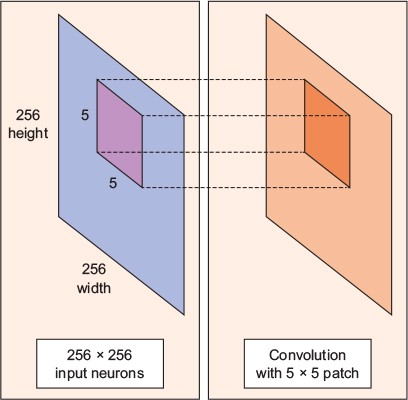 256
height
5
5
256
width
256 × 256
input neurons
Convolution
with 5 × 5 patch